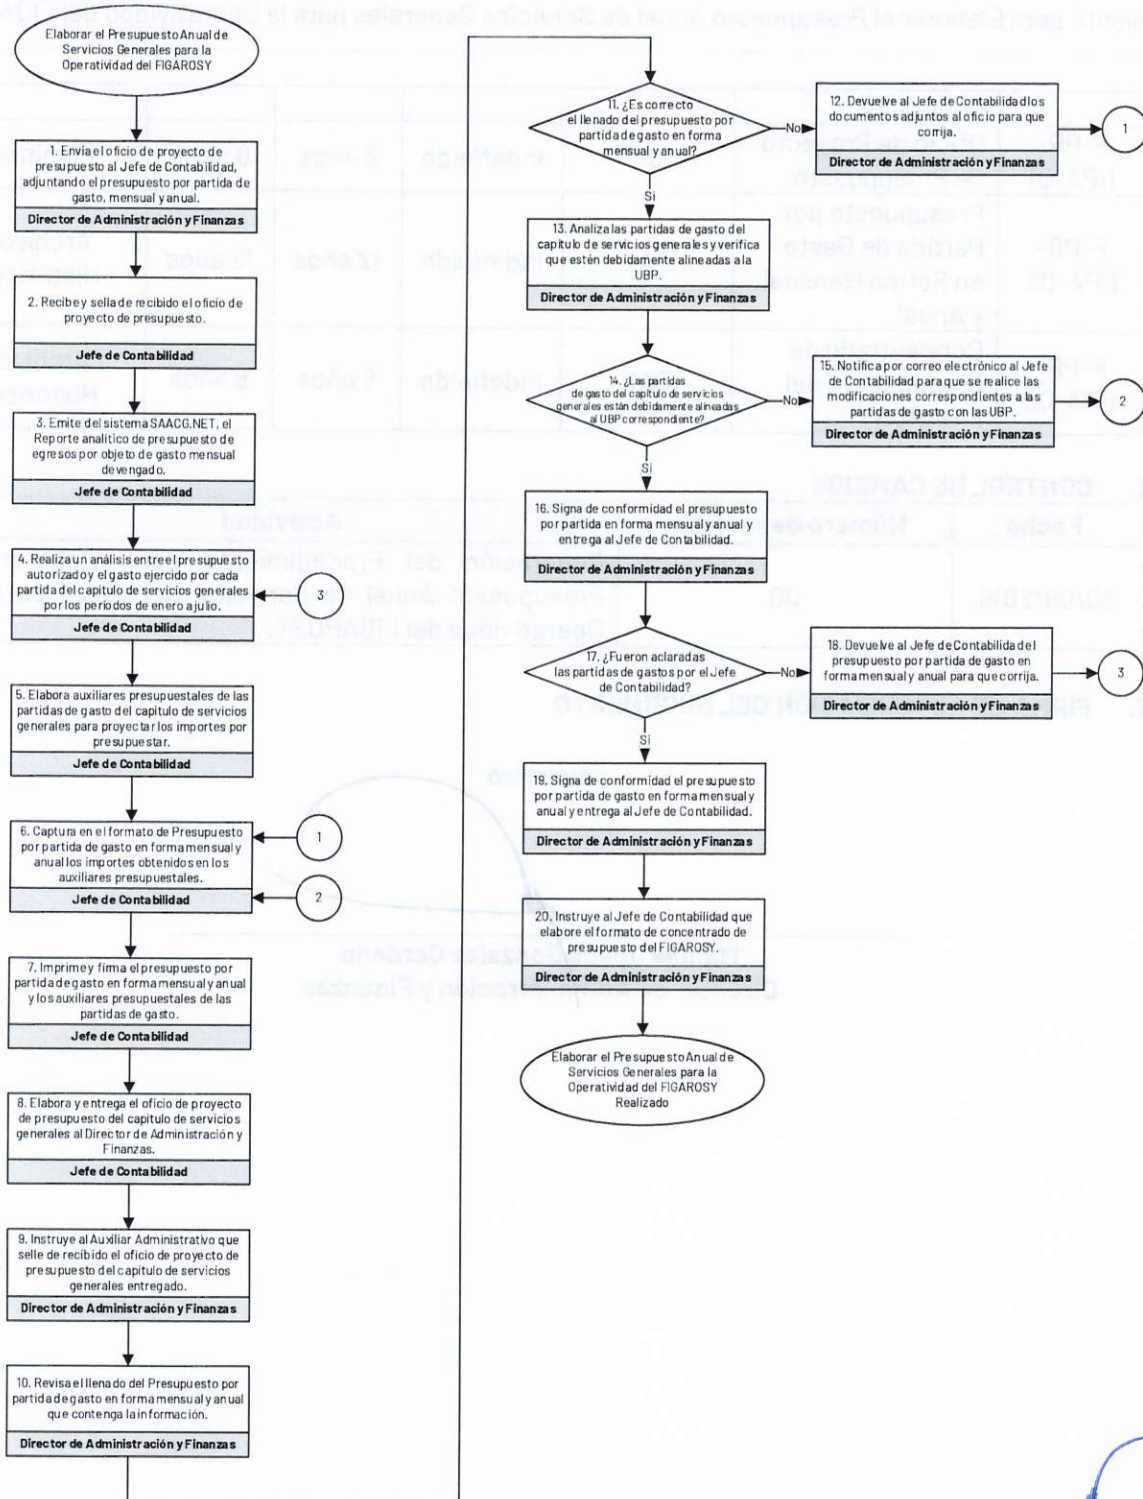 Elaborar el Presupuesto Anual de
Servicios Generales para la
Operatividad del FIGAROSY
1. Envía el oficio de proyecto de
presupuesto al Jefe de Contabilidad,
adjuntando el presupuesto por partida de
gasto, mensual y anual.
Director de Administración y Finanzas
2. Recibe y sella de recibido el oficio de
proyecto de presupuesto.
Jefe de Contabilidad
3. Emite del sistema SAACG.NET, el
Reporte analítico de presupuesto de
egresos por objeto de gasto mensual
devengado.
Jefe de Contabilidad
4. Realiza un análisis entre el presupuesto
autorizado y el gasto ejercido por cada
partida del capítulo de servicios generales
por los periodos de enero a julio.
3
5. Elabora auxiliares presupuestales de las
partidas de gasto del capítulo de servicios
generales para proyectar los importes por
presupuestar.
Jefe de Contabilidad
6. Captura en el formato de Presupuesto
por partida de gasto en forma mensual y
anual los importes obtenidos en los
auxiliares presupuestales.
Jefe de Contabilidad
1
2
7. Imprime y firma el presupuesto por
partida de gasto en forma mensual y anual
y los auxiliares presupuestales de las
partidas de gasto.
Jefe de Contabilidad
8. Elabora y entrega el oficio de proyecto
de presupuesto del capítulo de servicios
generales al Director de Administración y
Finanzas.
Jefe de Contabilidad
9. Instruye al Auxiliar Administrativo que
selle de recibido el oficio de proyecto de
presupuesto del capítulo de servicios
generales entregado.
Director de Administración y Finanzas
10. Revisa el llenado del Presupuesto por
partida de gasto en forma mensual y anual
que contenga la información.
Director de Administración y Finanzas
11. ¿Es correcto
el llenado del presupuesto por
partida de gasto en forma
mensual y anual?
No
12. Devuelve al Jefe de Contabilidad los
documentos adjuntos al oficio para que
corrija.
Director de Administración y Finanzas
1
Si
13. Analiza las partidas de gasto del
capítulo de servicios generales y verifica
que estén debidamente alineadas a la
UBP.
Director de Administración y Finanzas
14. ¿Las partidas
de gasto del capítulo de servicios
generales están debidamente alineadas
al UBP correspondiente?
No
15. Notifica por correo electrónico al Jefe
de Contabilidad para que se realice las
modificaciones correspondientes a las
partidas de gasto con las UBP.
Director de Administración y Finanzas
2
Si
16. Signa de conformidad el presupuesto
por partida en forma mensual y anual y
entrega al Jefe de Contabilidad.
Director de Administración y Finanzas
17. ¿Fueron aclaradas
las partidas de gastos por el Jefe
de Contabilidad?
No
18. Devuelve al Jefe de Contabilidad el
presupuesto por partida de gasto en
forma mensual y anual para que corrija.
Director de Administración y Finanzas
3
Si
19. Signa de conformidad el presupuesto
por partida de gasto en forma mensual y
anual y entrega al Jefe de Contabilidad.
Director de Administración y Finanzas
20. Instruye al Jefe de Contabilidad que
elabore el formato de concentrado de
presupuesto del FIGAROSY.
Director de Administración y Finanzas
Elaborar el Presupuesto Anual de
Servicios Generales para la
Operatividad del FIGAROSY
Realizado